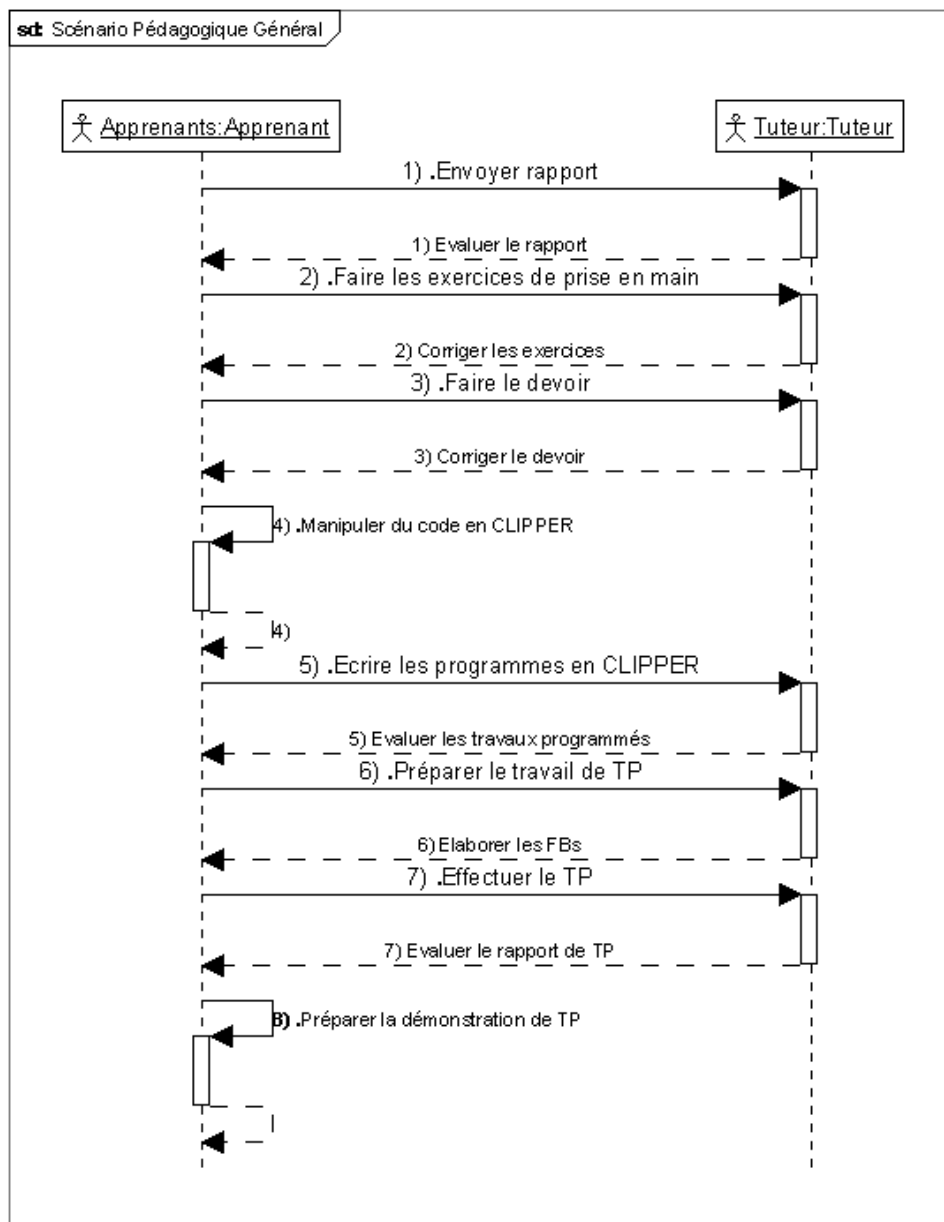 sd: Scénario Pédagogique Général
Apprenants:Apprenant
Tuteur:Tuteur
1) .Envoyer rapport
1) Evaluer le rapport
2) .Faire les exercices de prise en main
2) Corriger les exercices
3) .Faire le devoir
3) Corriger le devoir
4) .Manipuler du code en CLIPPER
4)
5) .Ecrire les programmes en CLIPPER
5) Evaluer les travaux programmés
6) .Préparer le travail de TP
6) Elaborer les FBs
7) .Effectuer le TP
7) Evaluer le rapport de TP
8) .Préparer la démonstration de TP